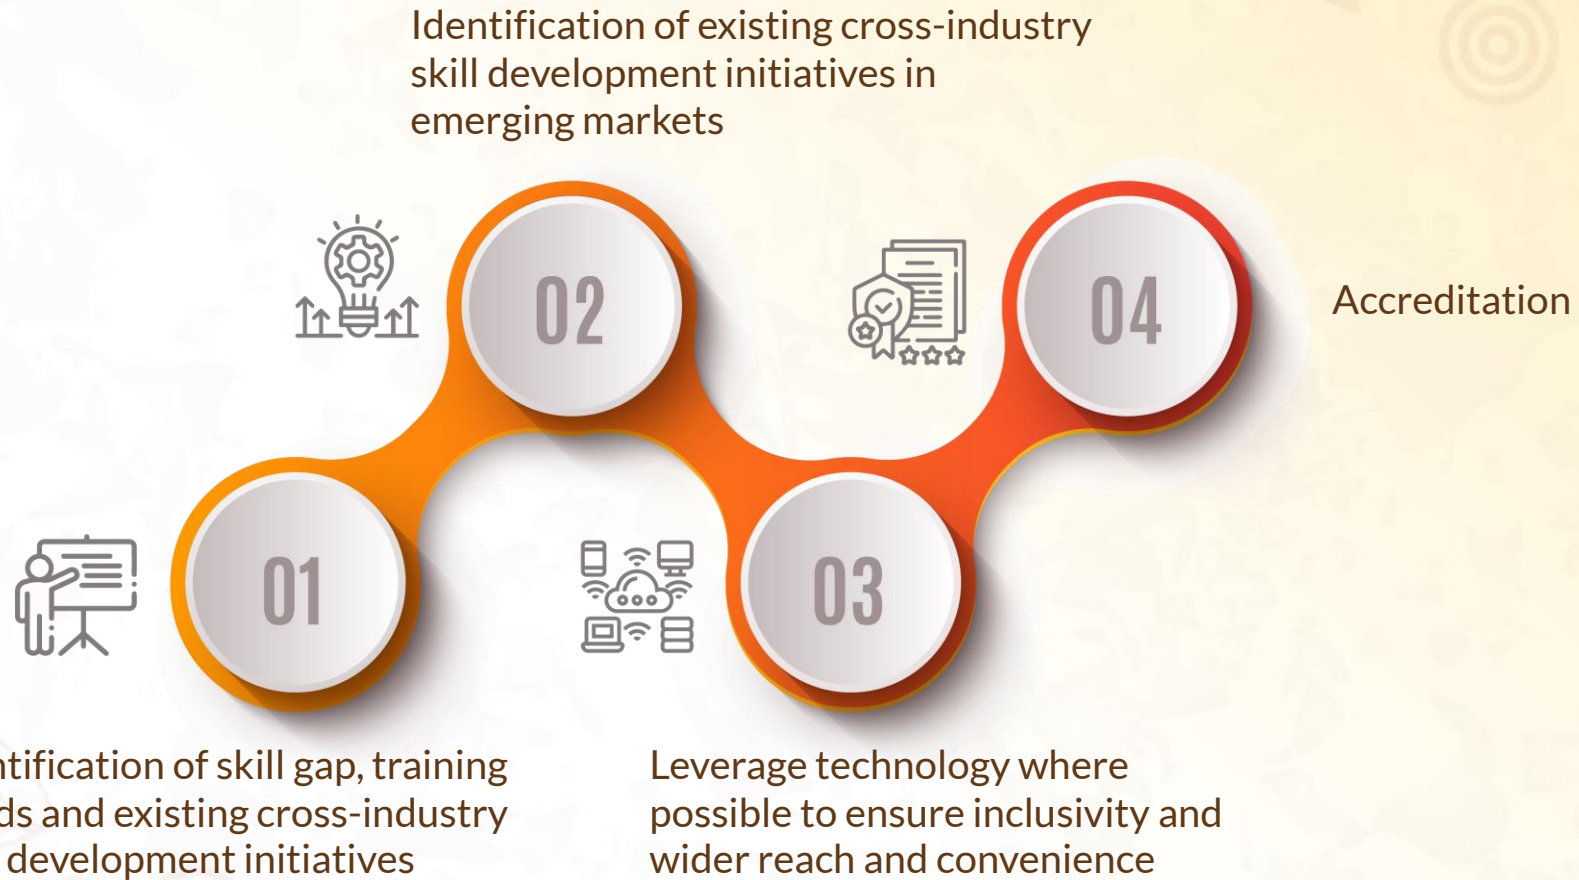 Identification of existing cross-industry
skill development initiatives in
emerging markets
02
04
Accreditation
01
03
of skill gap, training
and existing cross-industry
development initiatives
Leverage technology where
possible to ensure inclusivity and
wider reach and convenience